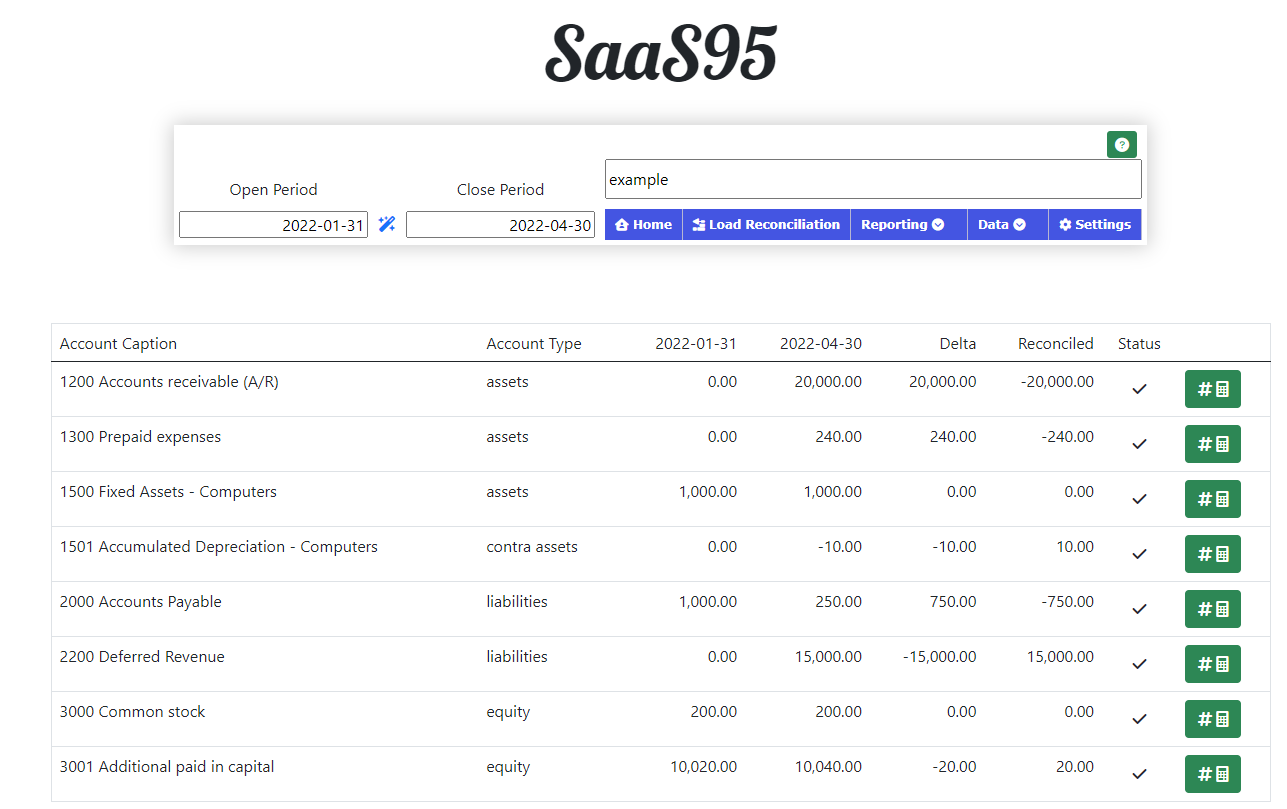 SaaS95
Open Period
Close Period
example
2022-01-31
2022-04-30
Home Load Reconciliation Reporting Data Settings
Account Caption Account Type 2022-01-31 2022-04-30 Delta Reconciled Status
1200 Accounts receivable (A/R) assets 0.00 20,000.00 20,000.00 -20,000.00
1300 Prepaid expenses assets 0.00 240.00 240.00 -240.00
1500 Fixed Assets - Computers assets 1,000.00 1,000.00 0.00 0.00
1501 Accumulated Depreciation - Computers contra assets 0.00 -10.00 -10.00 10.00
2000 Accounts Payable liabilities 1,000.00 250.00 750.00 -750.00
2200 Deferred Revenue liabilities 0.00 15,000.00 -15,000.00 15,000.00
3000 Common stock equity 200.00 200.00 0.00 0.00
3001 Additional paid in capital equity 10,020.00 10,040.00 -20.00 20.00